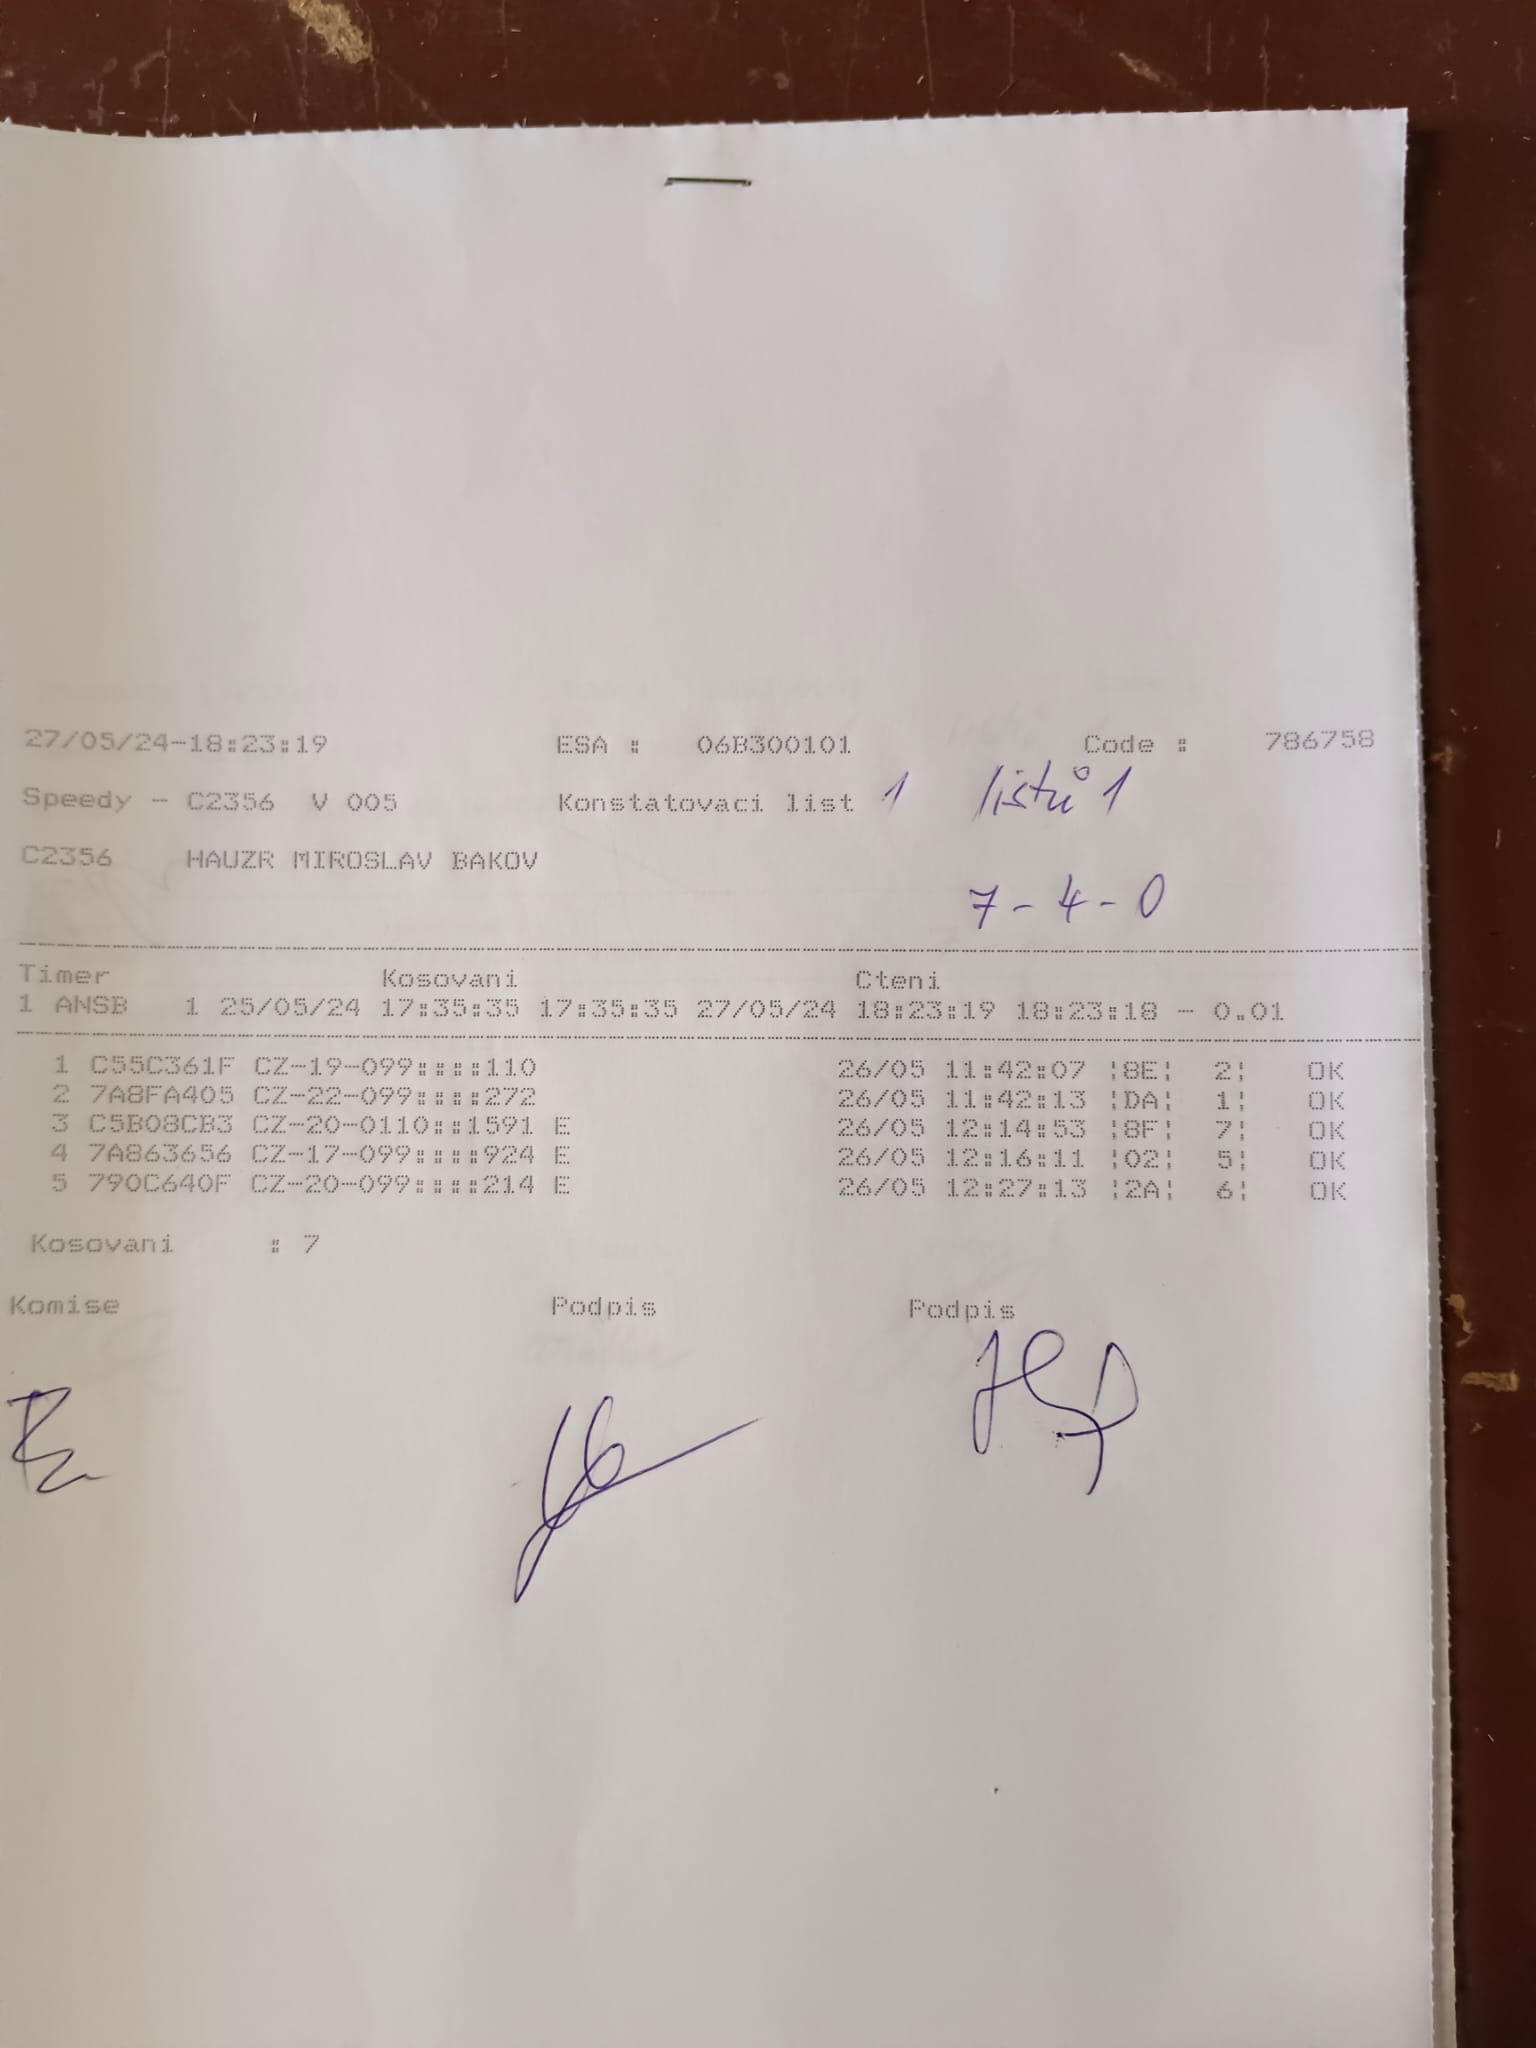 27/05/24-18:23:19 ESA : 06B300101 Code : 786758
Speedy - C2356 V 005 Konstatovaci list 1 listů 1
C2356 HAUZR MIROSLAV BAKOV
7-4-0
Timer Kosovani Cteni
1 ANSB 1 25/05/24 17:35:35 17:35:35 27/05/24 18:23:19 18:23:18 - 0.01
1 C55C361F CZ-19-099::::110 26/05 11:42:07 ¦8E¦ 2¦ OK
2 7A8FA405 CZ-22-099::::272 26/05 11:42:13 ¦DA¦ 1¦ OK
3 C5B08CB3 CZ-20-0110::1591 E 26/05 12:14:53 ¦8F¦ 7¦ OK
4 7A863656 CZ-17-099::::924 E 26/05 12:16:11 ¦02¦ 5¦ OK
5 790C640F CZ-20-099::::214 E 26/05 12:27:13 ¦2A¦ 6¦ OK
Kosovani : 7
Komise Podpis Podpis